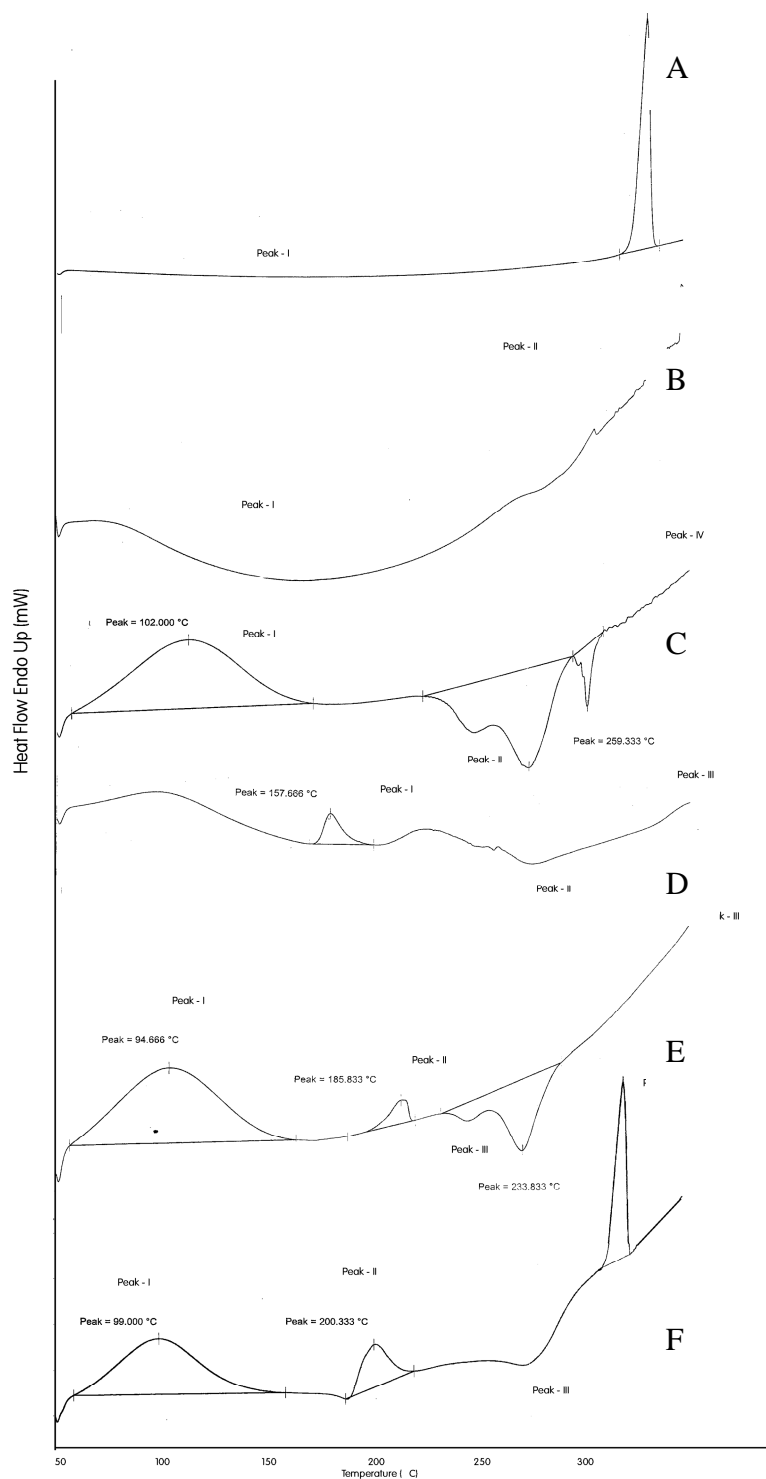 A
Peak - I
Peak - II
B
Peak - I
Peak - IV
Peak = 102.000 °C
Peak - I
C
Peak = 259.333 °C
Peak - II
Peak - III
Peak = 157.666 °C
Peak - I
D
Peak - II
k - III
Peak - I
Peak = 94.666 °C
E
Peak - II
Peak = 185.833 °C
Peak - III
Peak = 233.833 °C
Peak - II
Peak - I
Peak = 99.000 °C
Peak = 200.333 °C
F
Peak - III
Heat Flow Endo Up (mW)
50 100 150 200 250 300
Temperature ( C)